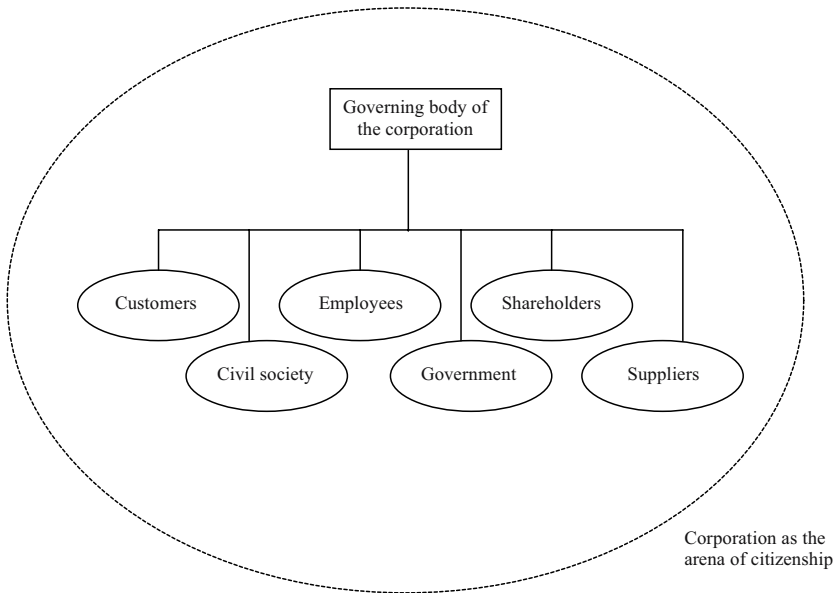 Governing body of
the corporation
Customers
Employees
Shareholders
Civil society
Government
Suppliers
Corporation as the
arena of citizenship